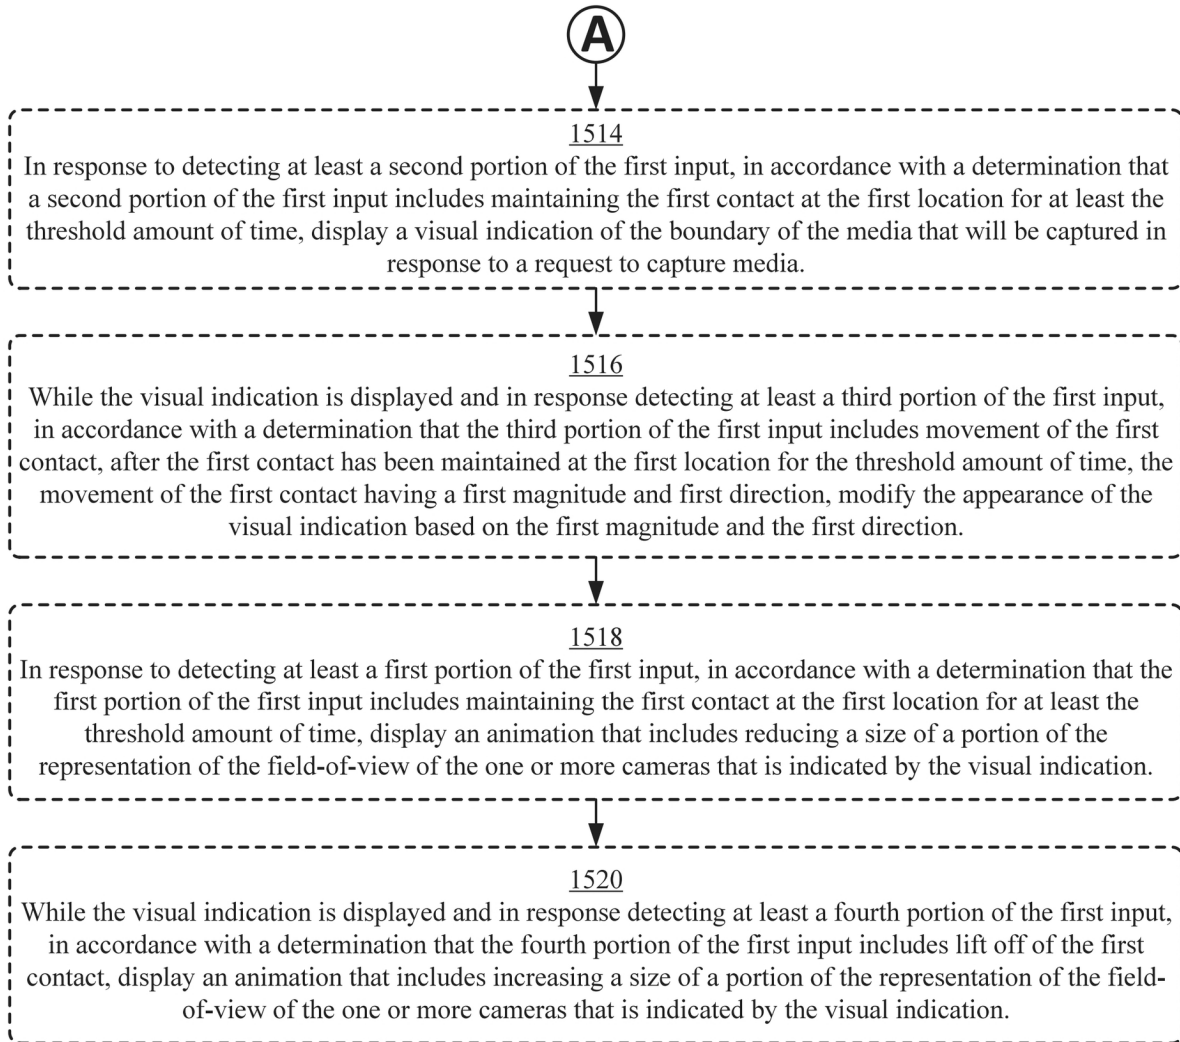 A
1514
In response to detecting at least a second portion of the first input, in accordance with a determination that
a second portion of the first input includes maintaining the first contact at the first location for at least the
threshold amount of time, display a visual indication of the boundary of the media that will be captured in
response to a request to capture media.
1516
While the visual indication is displayed and in response detecting at least a third portion of the first input,
in accordance with a determination that the third portion of the first input includes movement of the first
contact, after the first contact has been maintained at the first location for the threshold amount of time, the
movement of the first contact having a first magnitude and first direction, modify the appearance of the
visual indication based on the first magnitude and the first direction.
1518
In response to detecting at least a first portion of the first input, in accordance with a determination that the
first portion of the first input includes maintaining the first contact at the first location for at least the
threshold amount of time, display an animation that includes reducing a size of a portion of the
representation of the field-of-view of the one or more cameras that is indicated by the visual indication.
1520
While the visual indication is displayed and in response detecting at least a fourth portion of the first input,
in accordance with a determination that the fourth portion of the first input includes lift off of the first
contact, display an animation that includes increasing a size of a portion of the representation of the field-
of-view of the one or more cameras that is indicated by the visual indication.